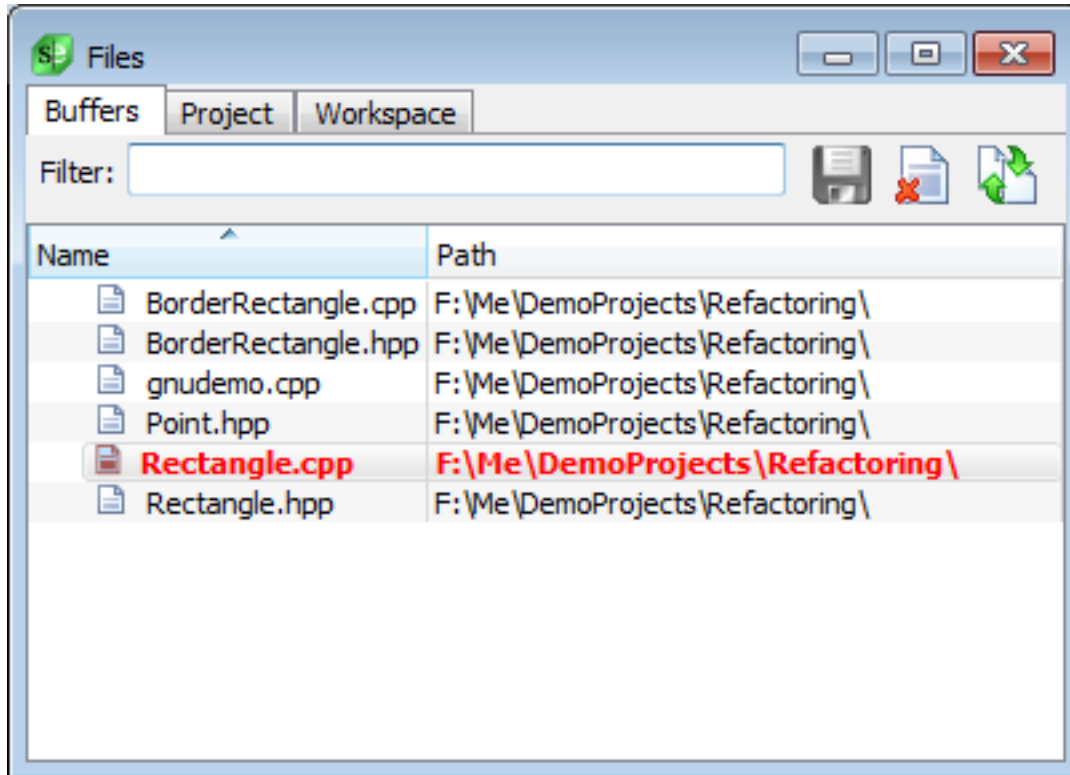 Se Files
Buffers Project Workspace
Filter:
Name Path
BorderRectangle.cpp F:\Me\DemoProjects\Refactoring\
BorderRectangle.hpp F:\Me\DemoProjects\Refactoring\
gnudemo.cpp F:\Me\DemoProjects\Refactoring\
Point.hpp F:\Me\DemoProjects\Refactoring\
Rectangle.cpp F:\Me\DemoProjects\Refactoring\
Rectangle.hpp F:\Me\DemoProjects\Refactoring\